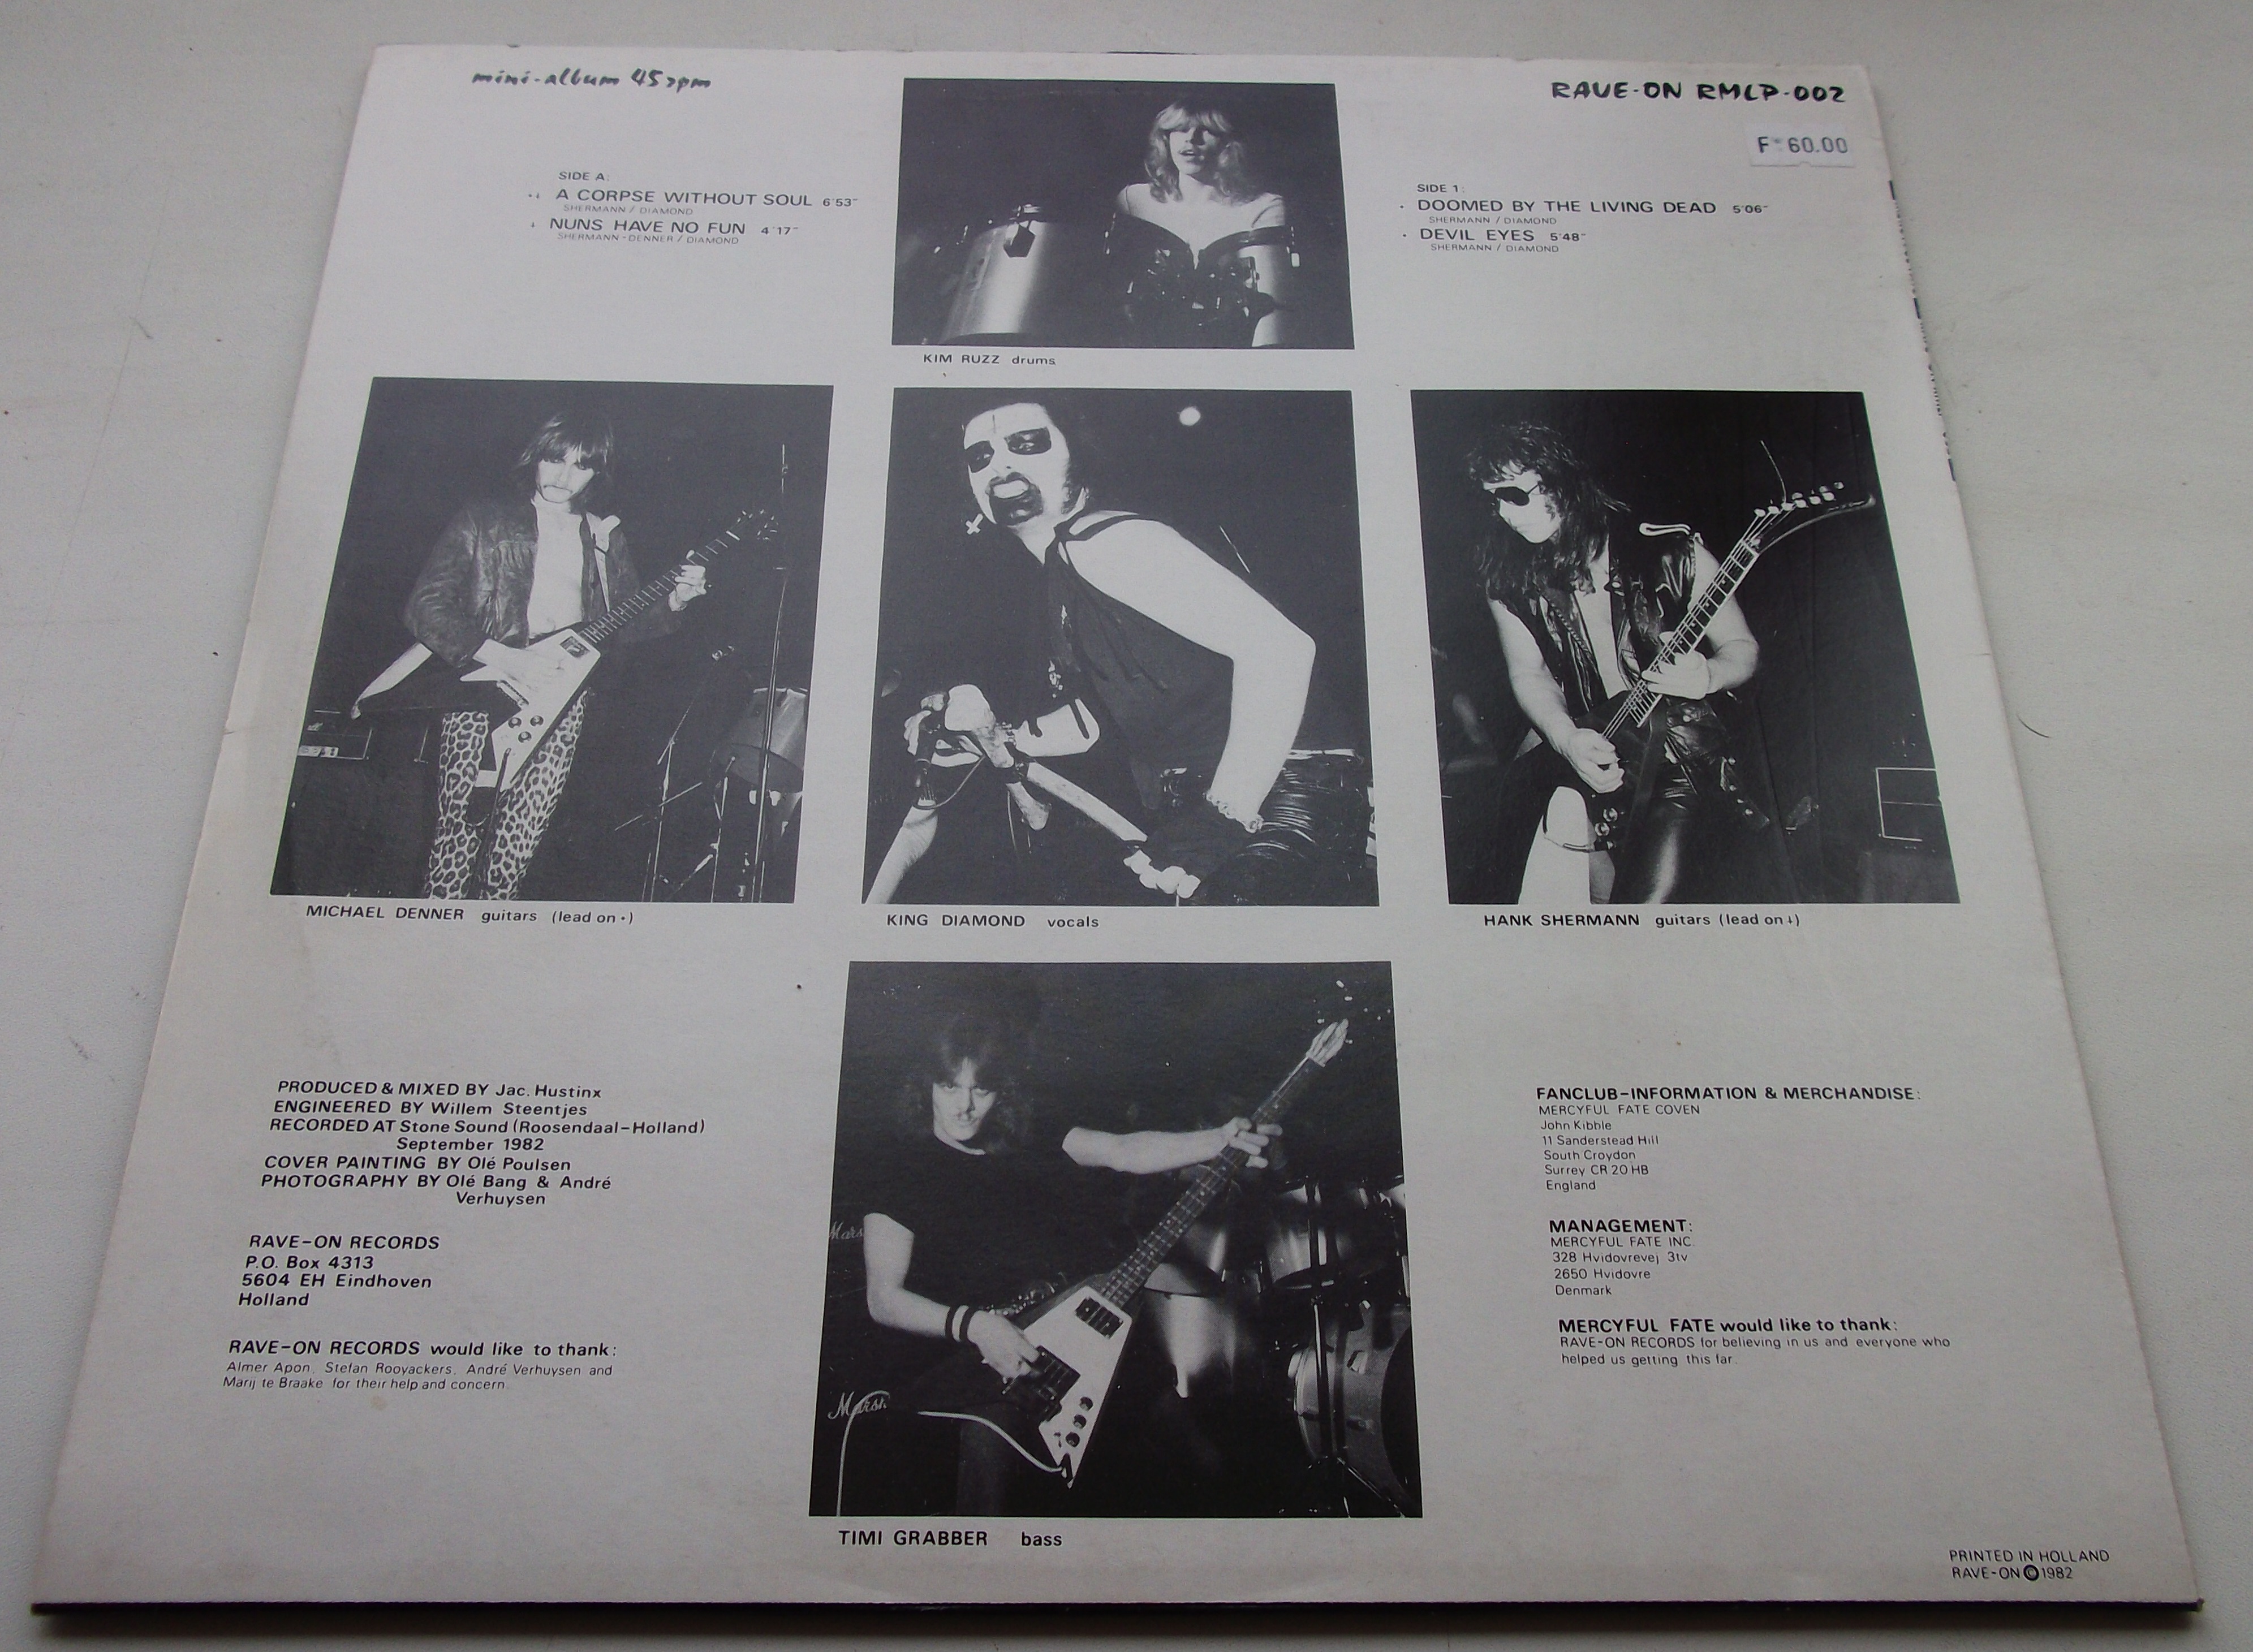 mini-album 45 rpm
RAVE-ON RMLP-002
F 60.00
SIDE A:
A CORPSE WITHOUT SOUL 6'53"
SHERMANN / DIAMOND
NUNS HAVE NO FUN 4'17"
SHERMANN-DENNER / DIAMOND
SIDE 1:
DOOMED BY THE LIVING DEAD 5'06"
SHERMANN / DIAMOND
DEVIL EYES 5'48"
SHERMANN / DIAMOND
KIM RUZZ drums
MICHAEL DENNER guitars (lead on •)
KING DIAMOND vocals
HANK SHERMANN guitars (lead on ↓)
PRODUCED & MIXED BY Jac. Hustinx
ENGINEERED BY Willem Steentjes
RECORDED AT Stone Sound (Roosendaal-Holland)
September 1982
COVER PAINTING BY Olé Poulsen
PHOTOGRAPHY BY Olé Bang & André
Verhuysen
RAVE-ON RECORDS
P.O. Box 4313
5604 EH Eindhoven
Holland
RAVE-ON RECORDS would like to thank:
Almer Apon, Stefan Rooyackers, André Verhuysen and
Marij te Braake for their help and concern.
Mars
Marsh
TIMI GRABBER bass
FANCLUB-INFORMATION & MERCHANDISE:
MERCYFUL FATE COVEN
John Kibble
11 Sanderstead Hill
South Croydon
Surrey CR 20 HB
England
MANAGEMENT:
MERCYFUL FATE INC.
328 Hvidovrevej 3tv
2650 Hvidovre
Denmark
MERCYFUL FATE would like to thank:
RAVE-ON RECORDS for believing in us and everyone who
helped us getting this far.
PRINTED IN HOLLAND
RAVE-ON © 1982